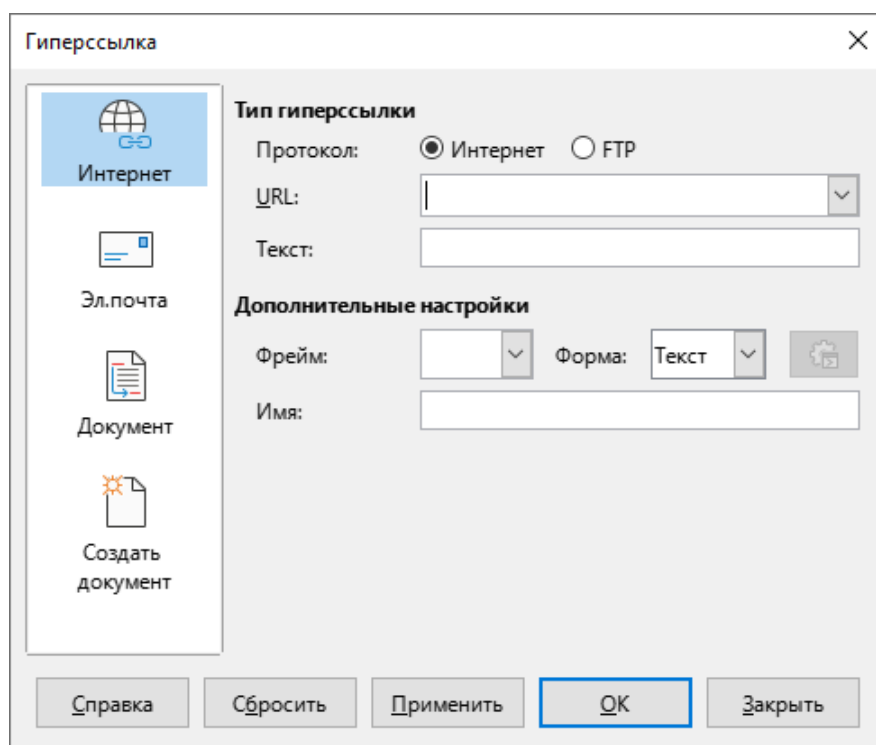 Гиперссылка
Интернет
Эл.почта
Документ
Создать
документ
Тип гиперссылки
Протокол: Интернет FTP
URL:
Текст:
Дополнительные настройки
Фрейм: Форма: Текст
Имя:
Справка Сбросить Применить OK Закрыть